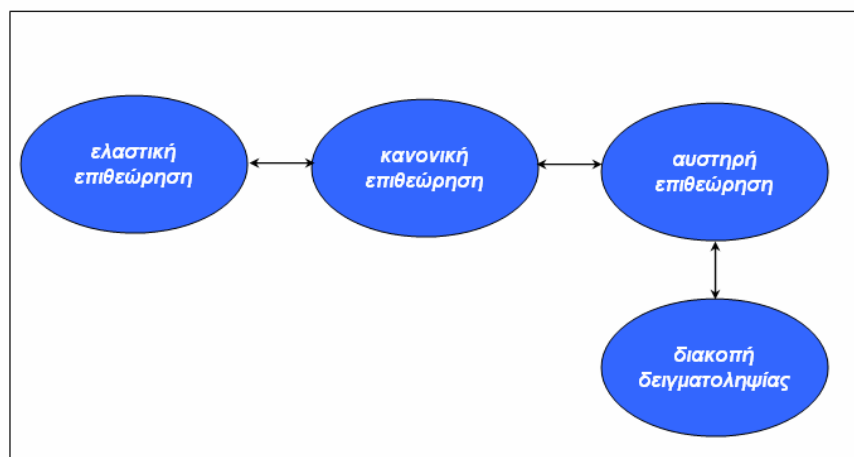 ελαστική
επιθεώρηση
κανονική
επιθεώρηση
αυστηρή
επιθεώρηση
διακοπή
δειγματοληψίας